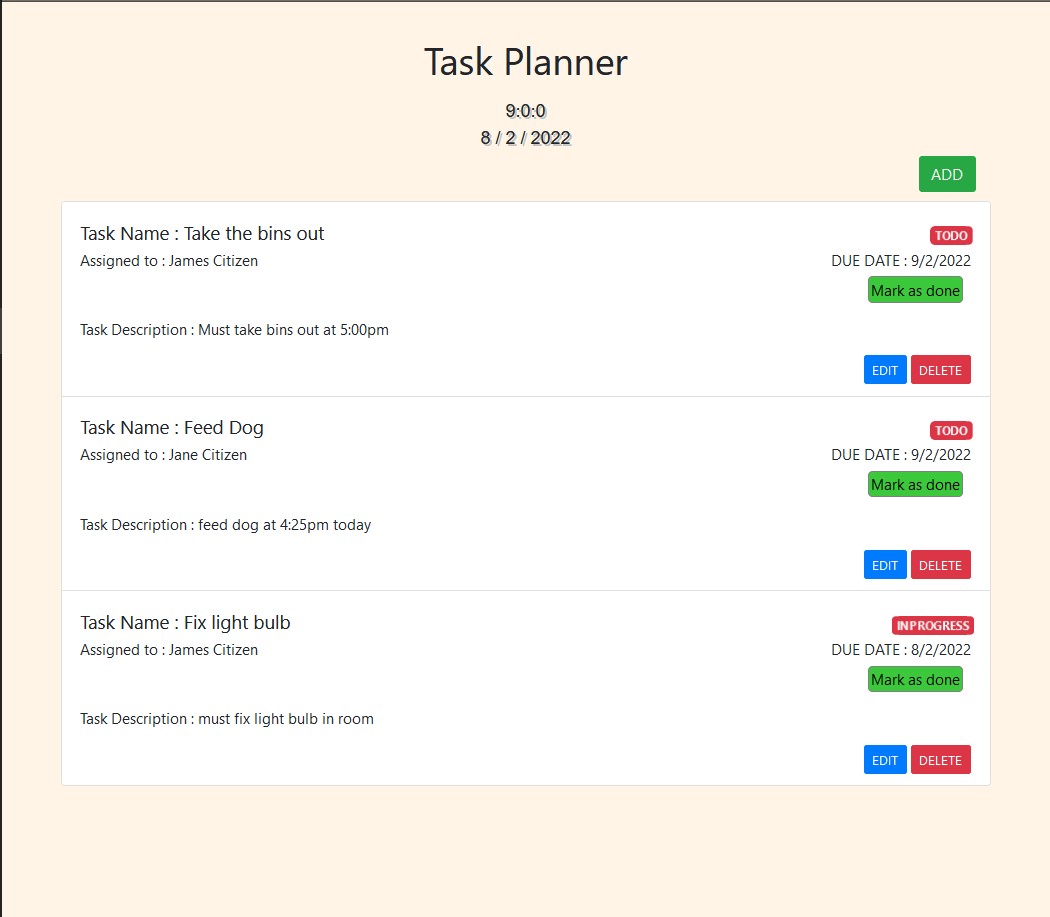 Task Planner
9:0:0
8 / 2 / 2022
ADD
Task Name : Take the bins out
TODO
Assigned to : James Citizen
DUE DATE : 9/2/2022
Mark as done
Task Description : Must take bins out at 5:00pm
EDIT DELETE
Task Name : Feed Dog
TODO
Assigned to : Jane Citizen
DUE DATE : 9/2/2022
Mark as done
Task Description : feed dog at 4:25pm today
EDIT DELETE
Task Name : Fix light bulb
INPROGRESS
Assigned to : James Citizen
DUE DATE : 8/2/2022
Mark as done
Task Description : must fix light bulb in room
EDIT DELETE